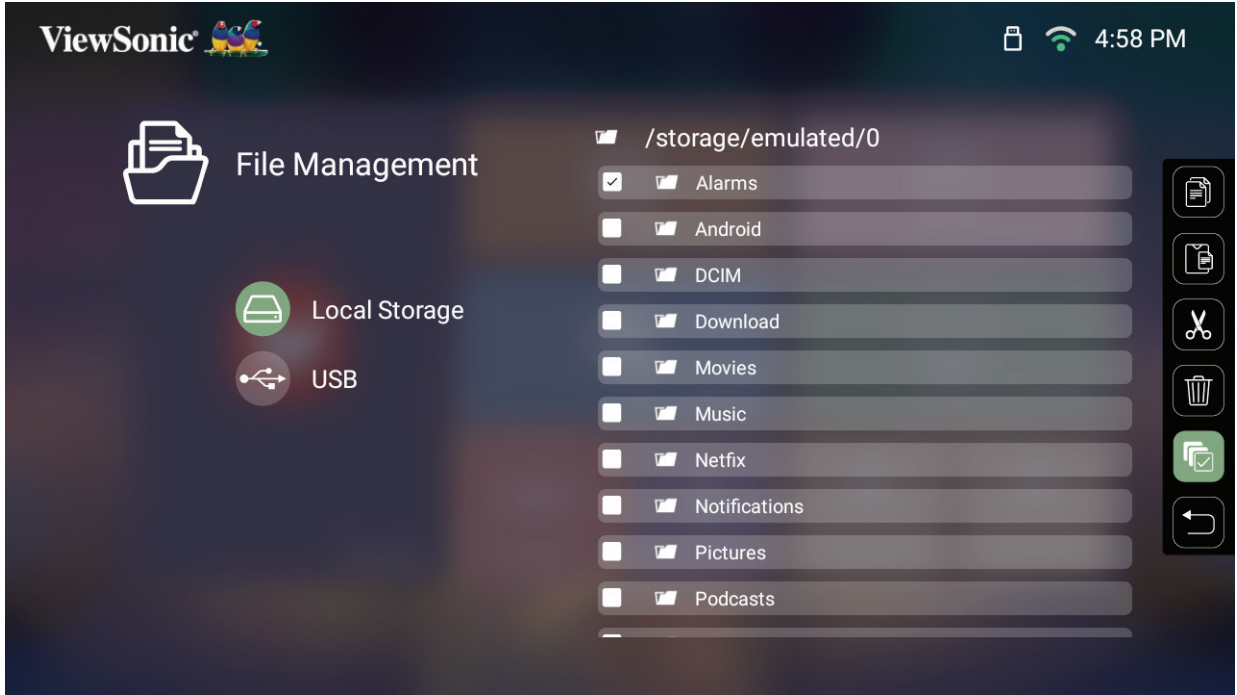 ViewSonic®
4:58 PM
File Management
Local Storage
USB
/storage/emulated/0
Alarms
Android
DCIM
Download
Movies
Music
Netfix
Notifications
Pictures
Podcasts